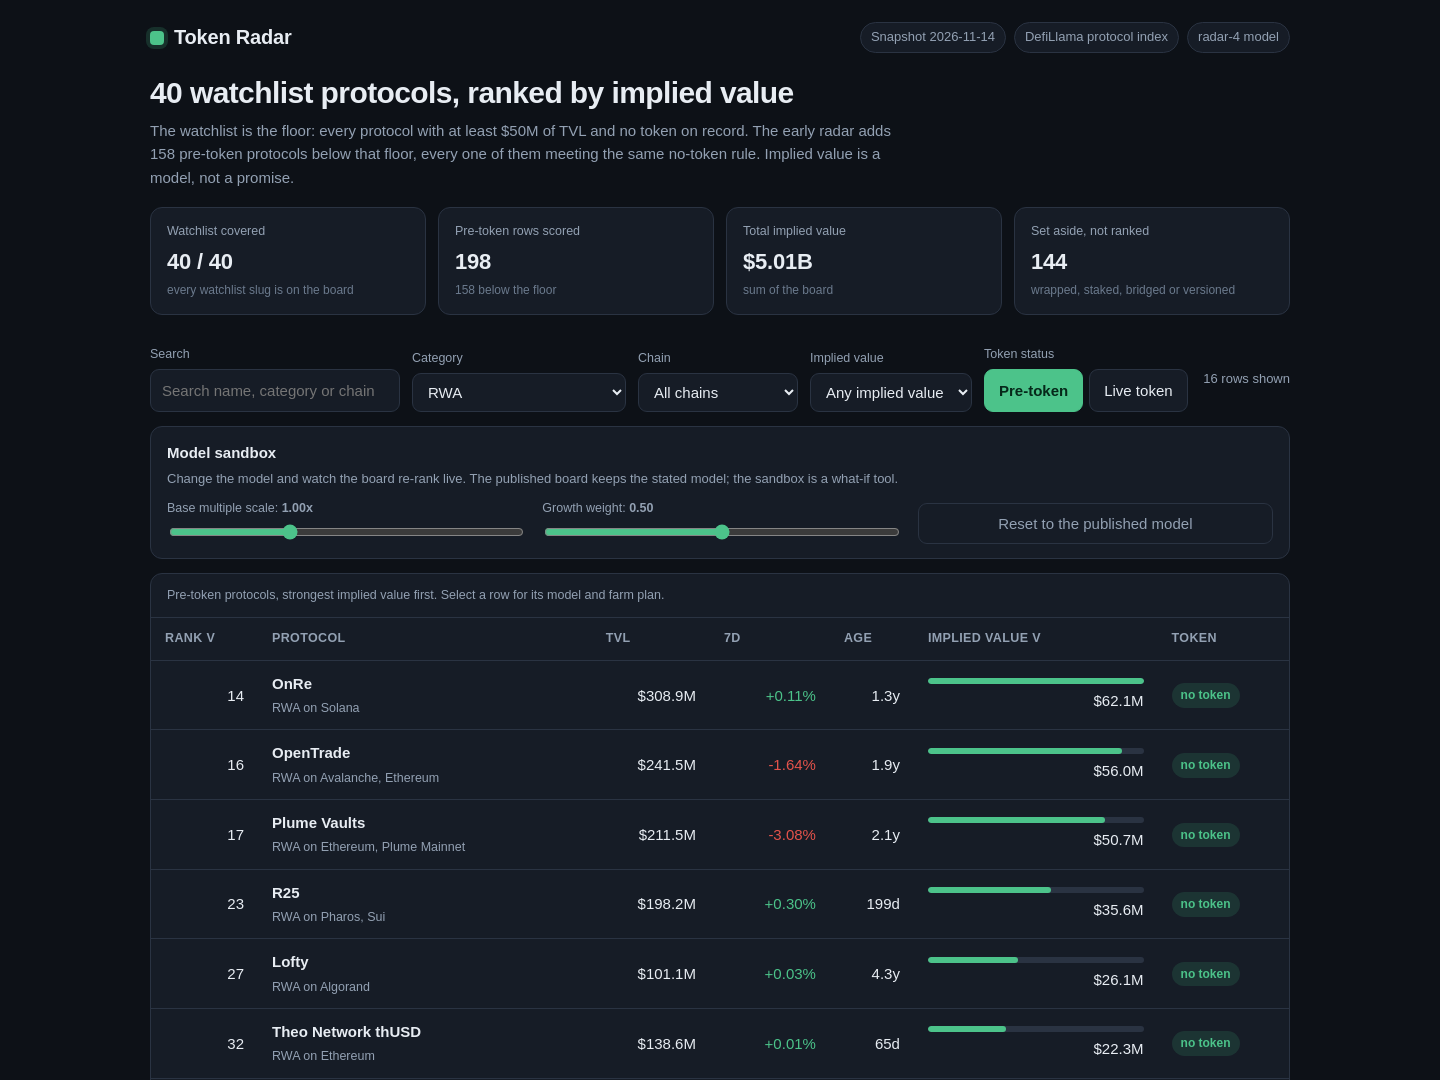 Token Radar
Snapshot 2026-11-14
DefiLlama protocol index
radar-4 model
40 watchlist protocols, ranked by implied value
The watchlist is the floor: every protocol with at least $50M of TVL and no token on record. The early radar adds
158 pre-token protocols below that floor, every one of them meeting the same no-token rule. Implied value is a
model, not a promise.
Watchlist covered
40 / 40
every watchlist slug is on the board
Pre-token rows scored
198
158 below the floor
Total implied value
$5.01B
sum of the board
Set aside, not ranked
144
wrapped, staked, bridged or versioned
Search
Search name, category or chain
Category
RWA
Chain
All chains
Implied value
Any implied value
Token status
Pre-token
Live token
16 rows shown
Model sandbox
Change the model and watch the board re-rank live. The published board keeps the stated model; the sandbox is a what-if tool.
Base multiple scale: 1.00x
Growth weight: 0.50
Reset to the published model
Pre-token protocols, strongest implied value first. Select a row for its model and farm plan.
RANK V PROTOCOL TVL 7D AGE IMPLIED VALUE V TOKEN
14 OnRe $308.9M +0.11% 1.3y $62.1M no token
RWA on Solana
16 OpenTrade $241.5M -1.64% 1.9y $56.0M no token
RWA on Avalanche, Ethereum
17 Plume Vaults $211.5M -3.08% 2.1y $50.7M no token
RWA on Ethereum, Plume Mainnet
23 R25 $198.2M +0.30% 199d $35.6M no token
RWA on Pharos, Sui
27 Lofty $101.1M +0.03% 4.3y $26.1M no token
RWA on Algorand
32 Theo Network thUSD $138.6M +0.01% 65d $22.3M no token
RWA on Ethereum